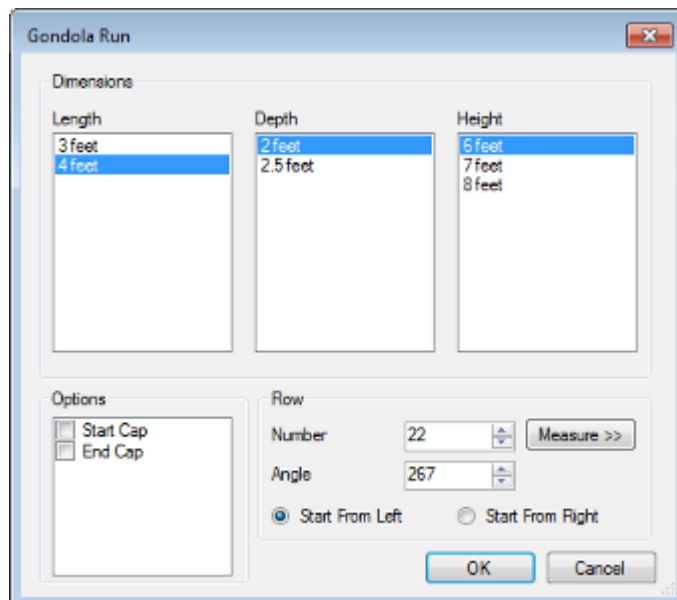 Gondola Run
Dimensions
Length Depth Height
3 feet 2 feet 6 feet
4 feet 2.5 feet 7 feet
8 feet
Options Row
Start Cap
End Cap
Number 22 Measure >>
Angle 267
Start From Left Start From Right
OK Cancel